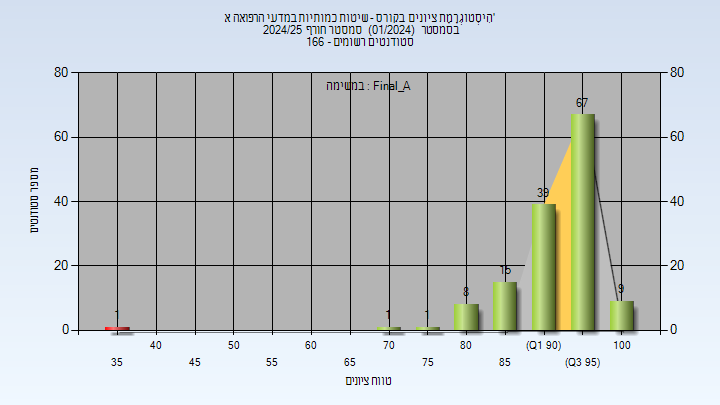 הִיסְטוֹגְרַמַּת ציונים בקורס - שיטות כמותיות במדעי הרפואה א'
בסמסטר (01/2024) סמסטר חורף 2024/25
סטודנטים רשומים - 166
במשימה : Final_A
80 80
60 60
40 40
20 20
0 0
1 1 1 8 15 39 67 9
מספר סטודנטים
40 50 60 70 80 (Q1 90) 100
35 45 55 65 75 85 (Q3 95)
טווח ציונים